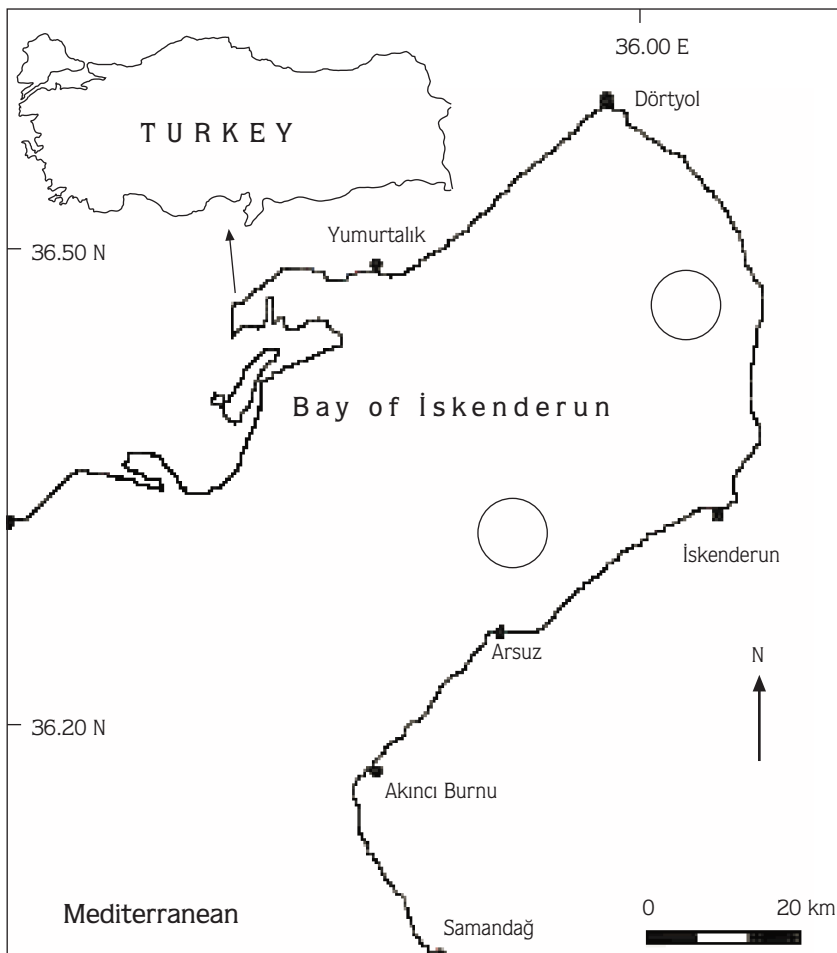 36.00 E
Dörtyol
TURKEY
Yumurtalık
36.50 N
Bay of İskenderun
İskenderun
Arsuz
N
36.20 N
Akıncı Burnu
Mediterranean
Samandağ
0 20 km